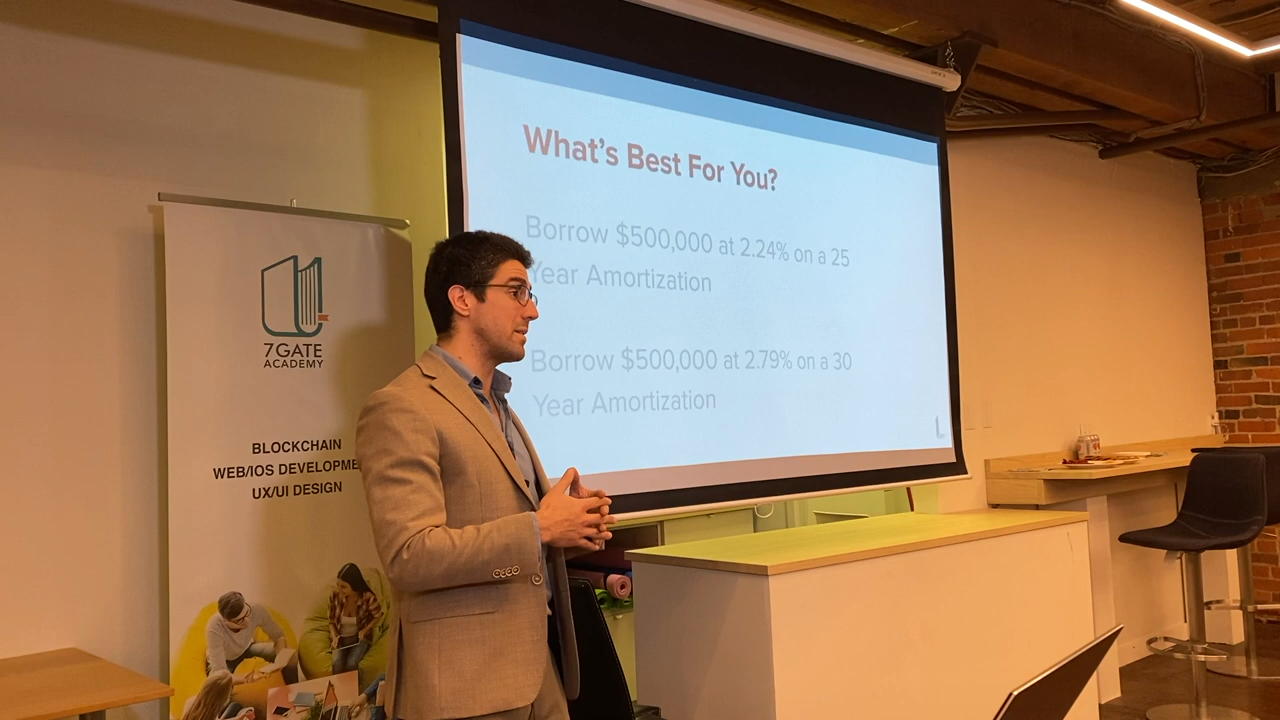 What's Best For You?
Borrow $500,000 at 2.24% on a 25
Year Amortization
Borrow $500,000 at 2.79% on a 30
Year Amortization
7GATE
ACADEMY
BLOCKCHAIN
WEB/IOS DEVELOPME
UX/UI DESIGN